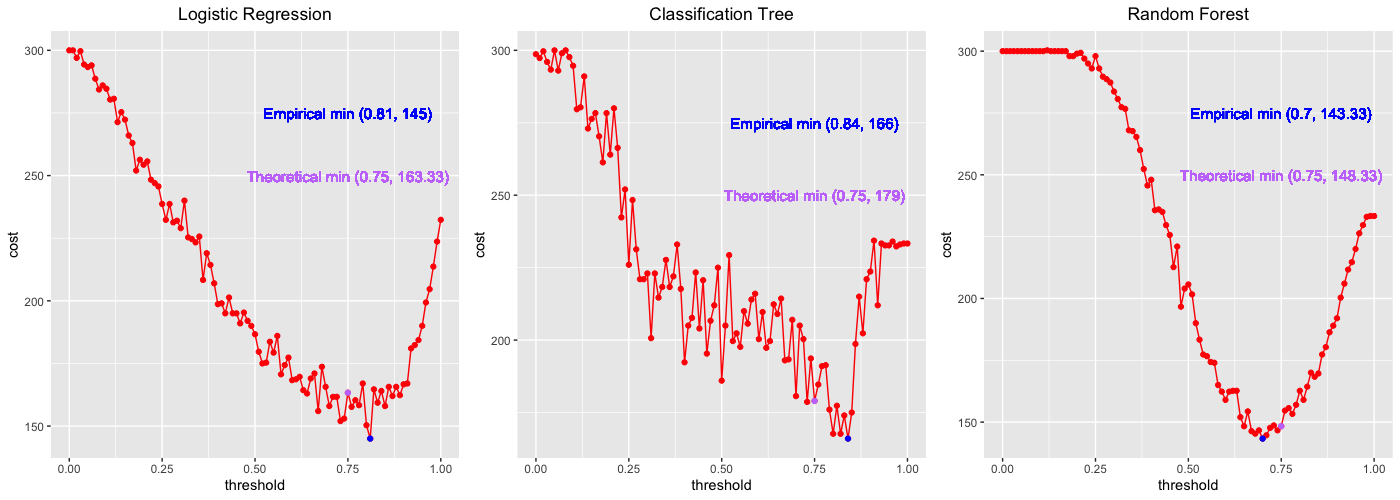 Logistic Regression
300
250
200
150
cost
Empirical min (0.81, 145)
Theoretical min (0.75, 163.33)
0.00 0.25 0.50 0.75 1.00
threshold
Classification Tree
300
250
200
cost
Empirical min (0.84, 166)
Theoretical min (0.75, 179)
0.00 0.25 0.50 0.75 1.00
threshold
Random Forest
300
250
200
150
cost
Empirical min (0.7, 143.33)
Theoretical min (0.75, 148.33)
0.00 0.25 0.50 0.75 1.00
threshold